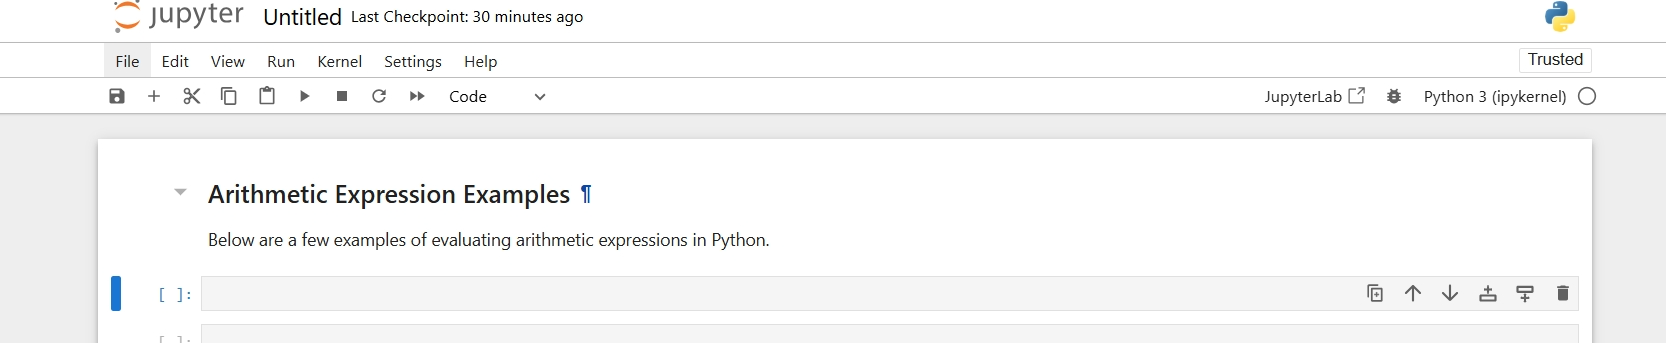 jupyter Untitled Last Checkpoint: 30 minutes ago
File Edit View Run Kernel Settings Help Trusted
Code JupyterLab Python 3 (ipykernel)
Arithmetic Expression Examples ¶
Below are a few examples of evaluating arithmetic expressions in Python.
[ ]:
[ ]: